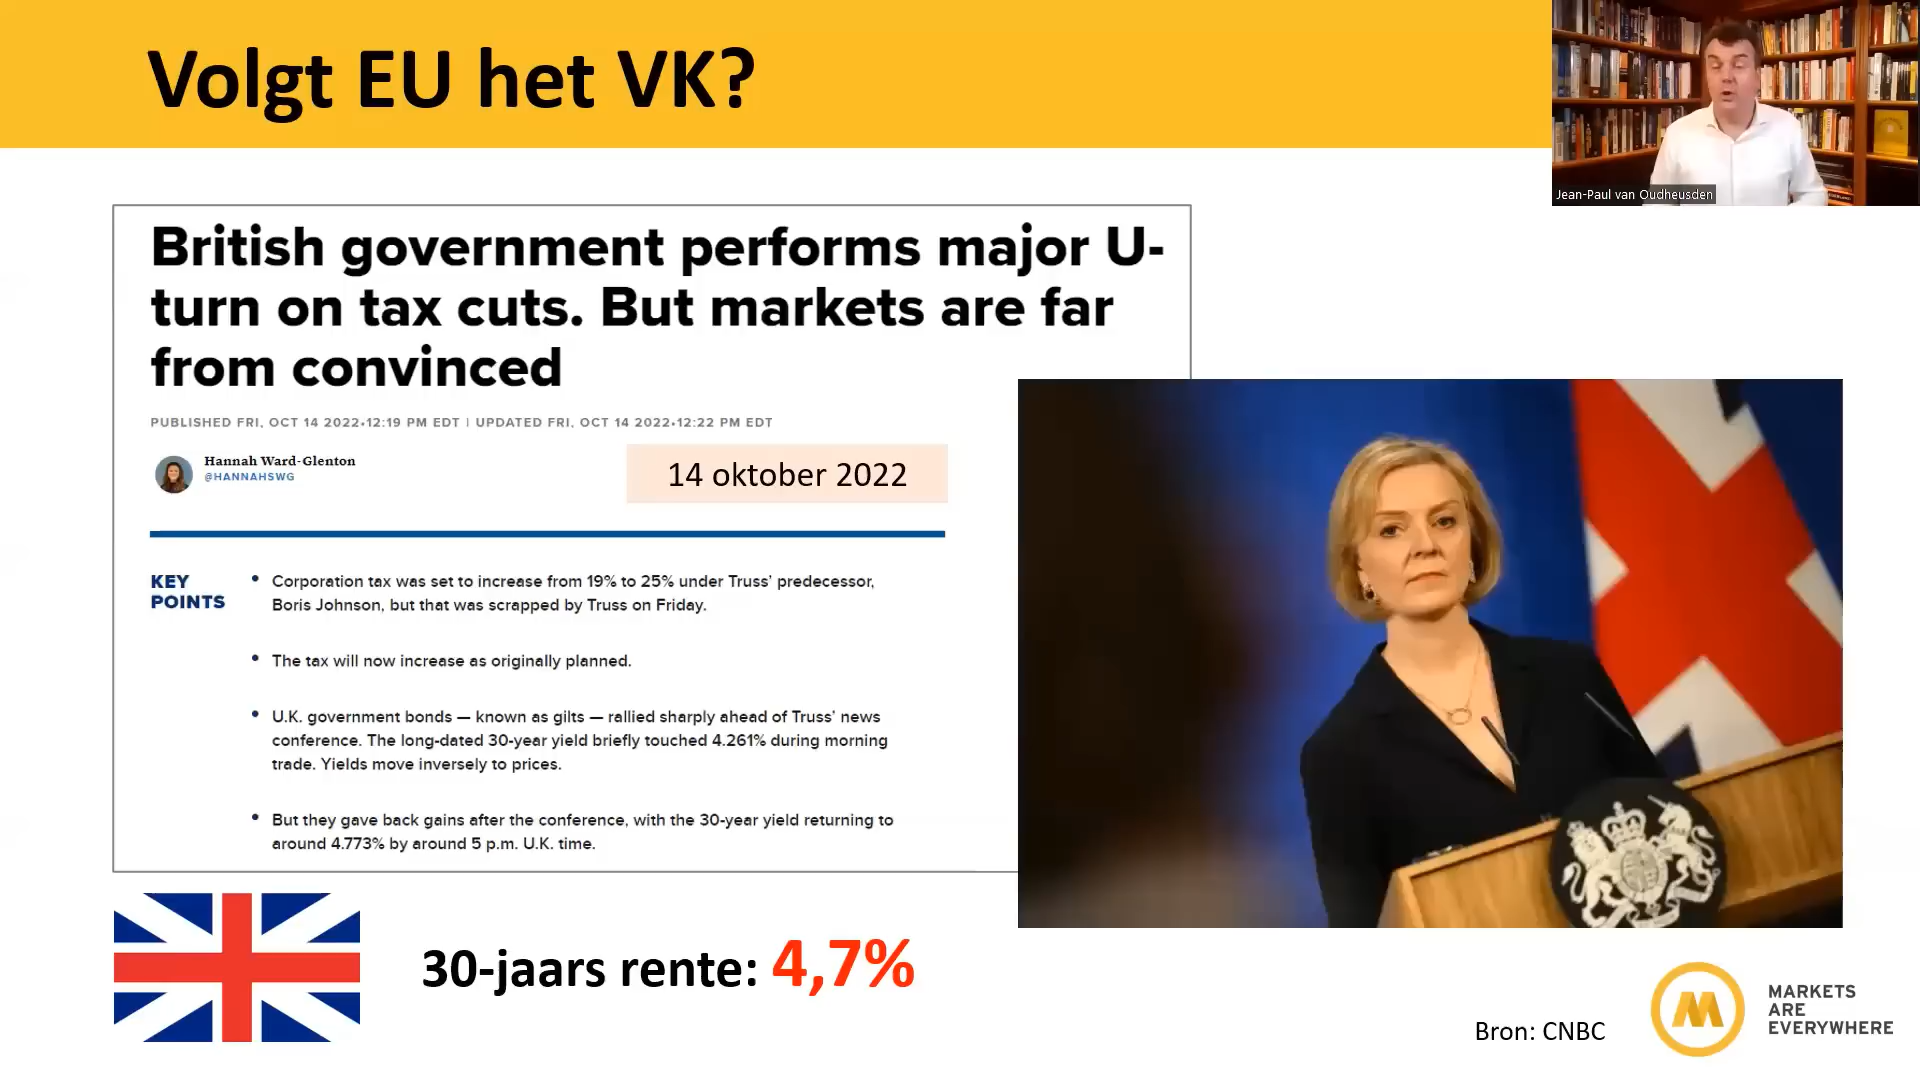 Volgt EU het VK?
Jean-Paul van Oudheusden
British government performs major U-
turn on tax cuts. But markets are far
from convinced
PUBLISHED FRI, OCT 14 2022•12:19 PM EDT | UPDATED FRI, OCT 14 2022•12:22 PM EDT
Hannah Ward-Glenton
@HANNAHSWG
14 oktober 2022
KEY
POINTS
• Corporation tax was set to increase from 19% to 25% under Truss’ predecessor,
Boris Johnson, but that was scrapped by Truss on Friday.
• The tax will now increase as originally planned.
• U.K. government bonds — known as gilts — rallied sharply ahead of Truss’ news
conference. The long-dated 30-year yield briefly touched 4.261% during morning
trade. Yields move inversely to prices.
• But they gave back gains after the conference, with the 30-year yield returning to
around 4.773% by around 5 p.m. U.K. time.
30-jaars rente: 4,7%
Bron: CNBC
MARKETS
ARE
EVERYWHERE